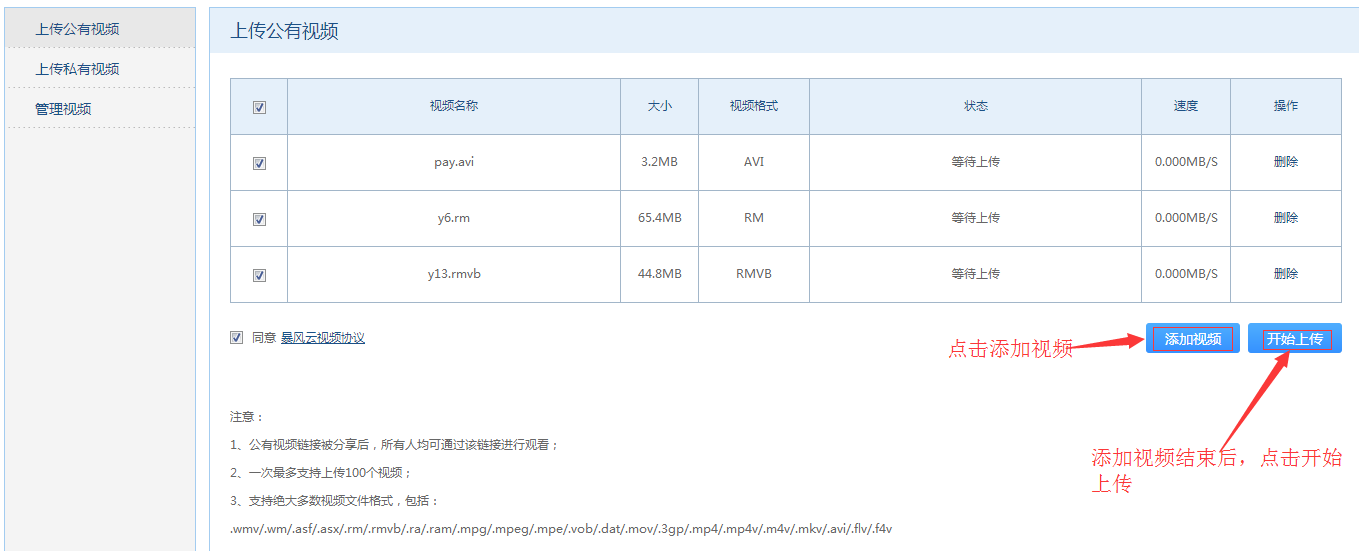 上传公有视频
上传私有视频
管理视频
上传公有视频
视频名称 大小 视频格式 状态 速度 操作
pay.avi 3.2MB AVI 等待上传 0.000MB/S 删除
y6.rm 65.4MB RM 等待上传 0.000MB/S 删除
y13.rmvb 44.8MB RMVB 等待上传 0.000MB/S 删除
同意 暴风云视频协议
添加视频 开始上传
点击添加视频
注意：
1、公有视频链接被分享后，所有人均可通过该链接进行观看；
2、一次最多支持上传100个视频；
3、支持绝大多数视频文件格式，包括：
.wmv/.wm/.asf/.asx/.rm/.rmvb/.ra/.ram/.mpg/.mpeg/.mpe/.vob/.dat/.mov/.3gp/.mp4/.mp4v/.m4v/.mkv/.avi/.flv/.f4v
添加视频结束后，点击开始
上传